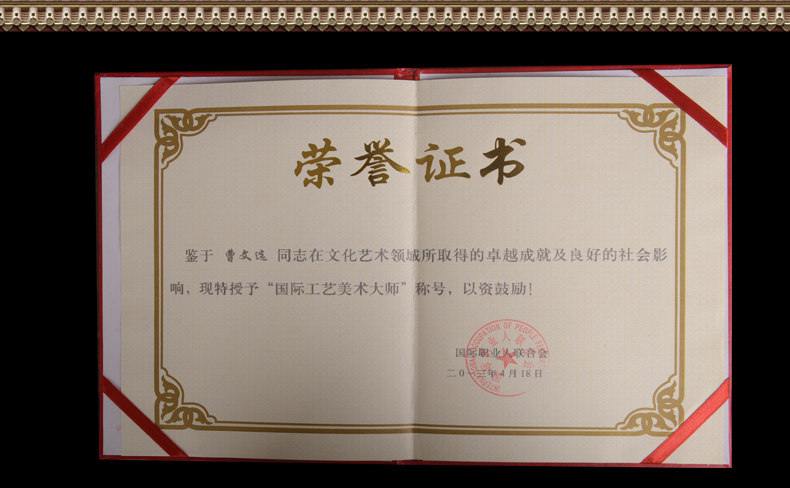 荣誉证书
鉴于 曹文选 同志在文化艺术领域所取得的卓越成就及良好的社会影
响，现特授予“国际工艺美术大师”称号，以资鼓励！
国际职业人联合会
二〇一三年4月18日